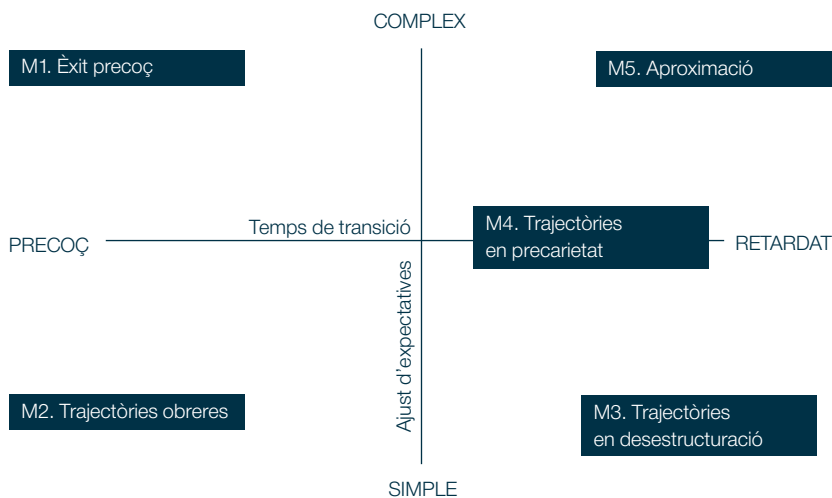 COMPLEX
M1. Èxit precoç
M5. Aproximació
Temps de transició
M4. Trajectòries
en precarietat
PRECOÇ
RETARDAT
Ajust d'expectatives
M2. Trajectòries obreres
M3. Trajectòries
en desestructuració
SIMPLE